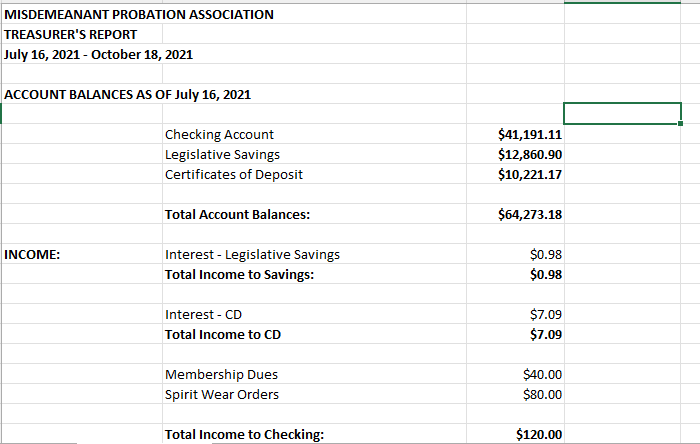 MISDEMEANANT PROBATION ASSOCIATION
TREASURER'S REPORT
July 16, 2021 - October 18, 2021
ACCOUNT BALANCES AS OF July 16, 2021
Checking Account $41,191.11
Legislative Savings $12,860.90
Certificates of Deposit $10,221.17
Total Account Balances: $64,273.18
INCOME: Interest - Legislative Savings $0.98
Total Income to Savings: $0.98
Interest - CD $7.09
Total Income to CD $7.09
Membership Dues $40.00
Spirit Wear Orders $80.00
Total Income to Checking: $120.00